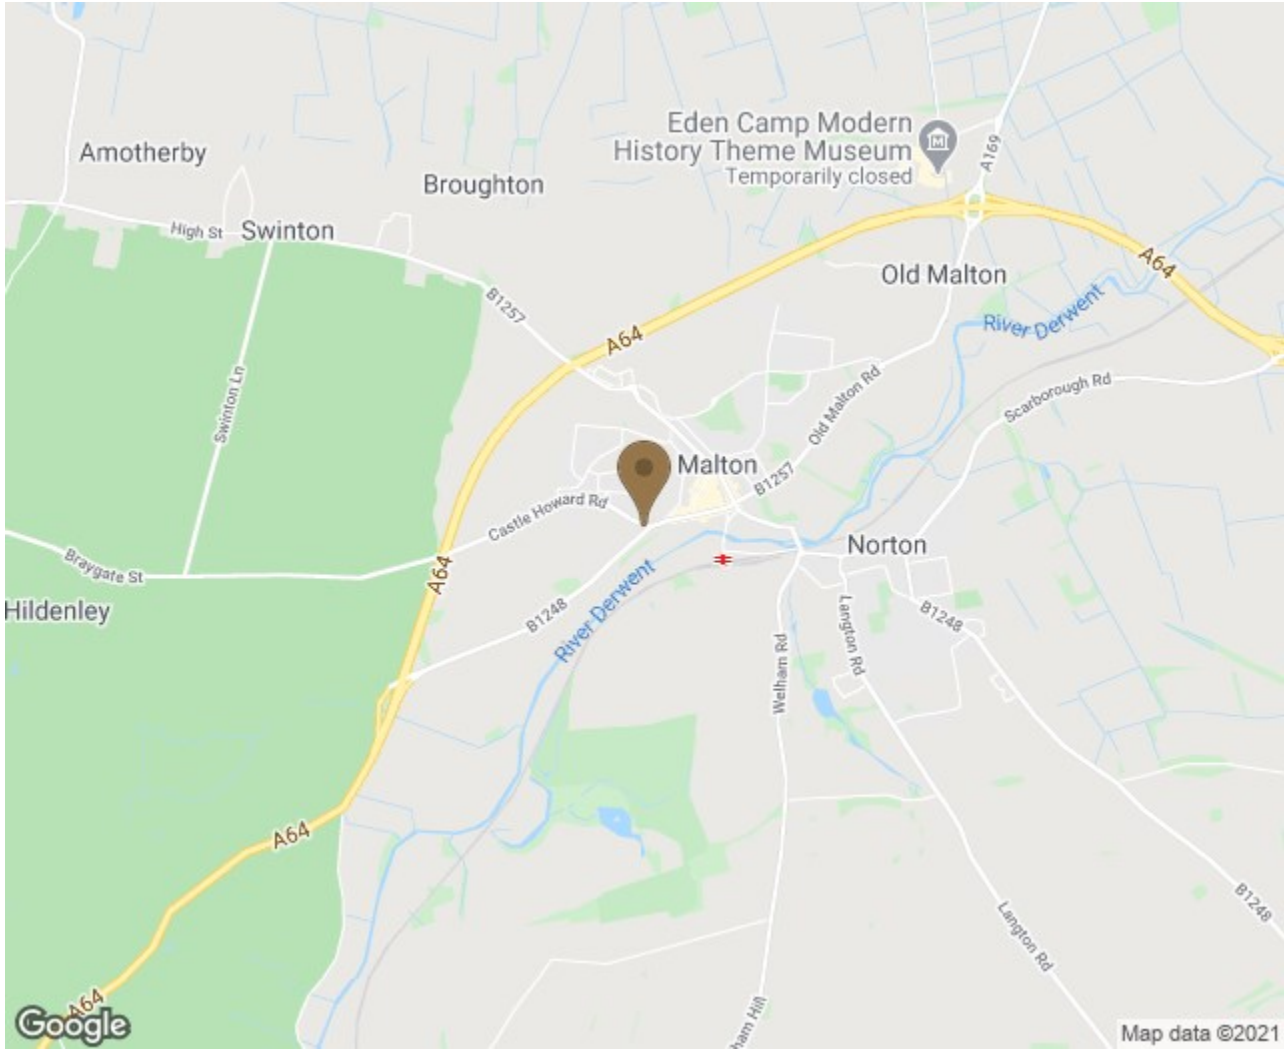 Eden Camp Modern
History Theme Museum
Temporarily closed
A169
Amotherby
Broughton
High St
Swinton
A64
Old Malton
B1257
River Derwent
A64
Swinton Ln
Old Malton Rd
Scarborough Rd
Malton
B1257
Castle Howard Rd
Norton
Braygate St
A64
Hildenley
B1248
River Derwent
Langton Rd
B1248
Welham Rd
A64
B1248
Langton Rd
A64
ham Hill
Google
Map data ©2021